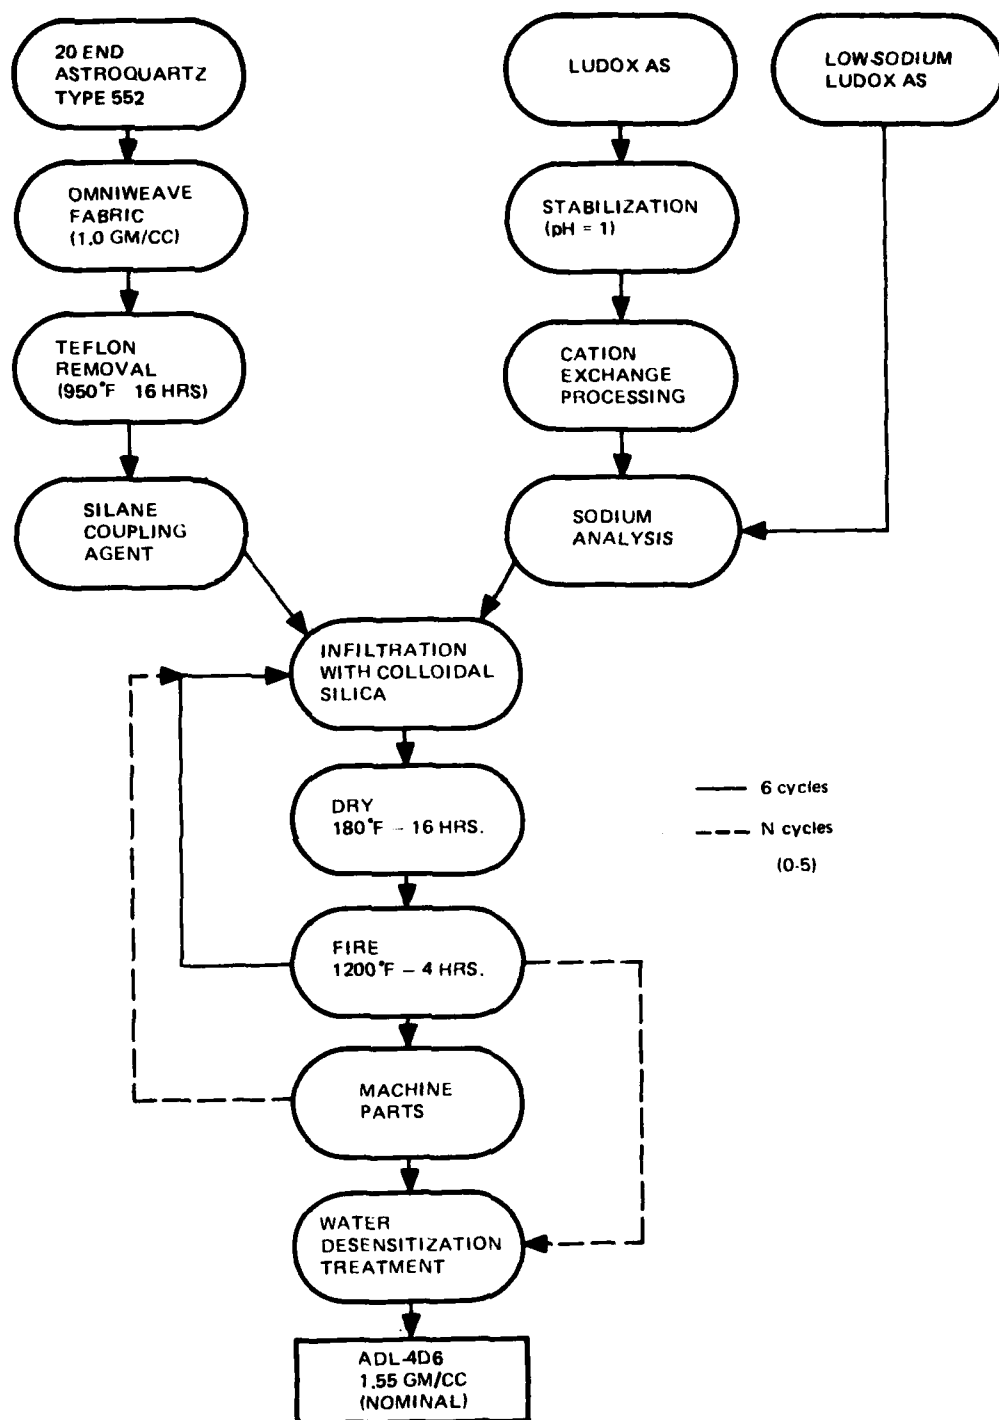 20 END
ASTROQUARTZ
TYPE 552
OMNIWEAVE
FABRIC
(1.0 GM/CC)
TEFLON
REMOVAL
(950°F 16 HRS)
SILANE
COUPLING
AGENT
LUDOX AS
STABILIZATION
(pH = 1)
CATION
EXCHANGE
PROCESSING
SODIUM
ANALYSIS
LOW-SODIUM
LUDOX AS
INFILTRATION
WITH COLLOIDAL
SILICA
DRY
180°F – 16 HRS.
FIRE
1200°F – 4 HRS.
MACHINE
PARTS
WATER
DESENSITIZATION
TREATMENT
ADL-4D6
1.55 GM/CC
(NOMINAL)
6 cycles
N cycles
(0-5)